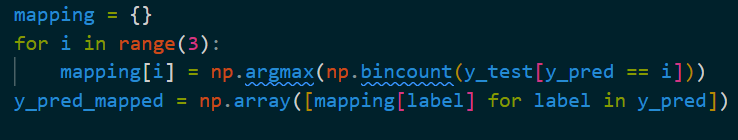 mapping = {}
for i in range(3):
    mapping[i] = np.argmax(np.bincount(y_test[y_pred == i]))
y_pred_mapped = np.array([mapping[label] for label in y_pred])